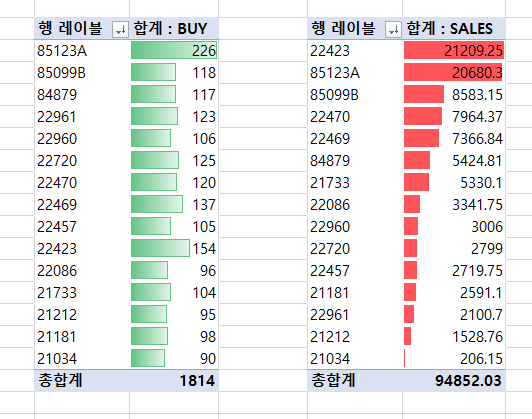 행 레이블 합계 : BUY 행 레이블 합계 : SALES
85123A 226 22423 21209.25
85099B 118 85123A 20680.3
84879 117 85099B 8583.15
22961 123 22470 7964.37
22960 106 22469 7366.84
22720 125 84879 5424.81
22470 120 21733 5330.1
22469 137 22086 3341.75
22457 105 22960 3006
22423 154 22720 2799
22086 96 22457 2719.75
21733 104 21181 2591.1
21212 95 22961 2100.7
21181 98 21212 1528.76
21034 90 21034 206.15
총합계 1814 총합계 94852.03